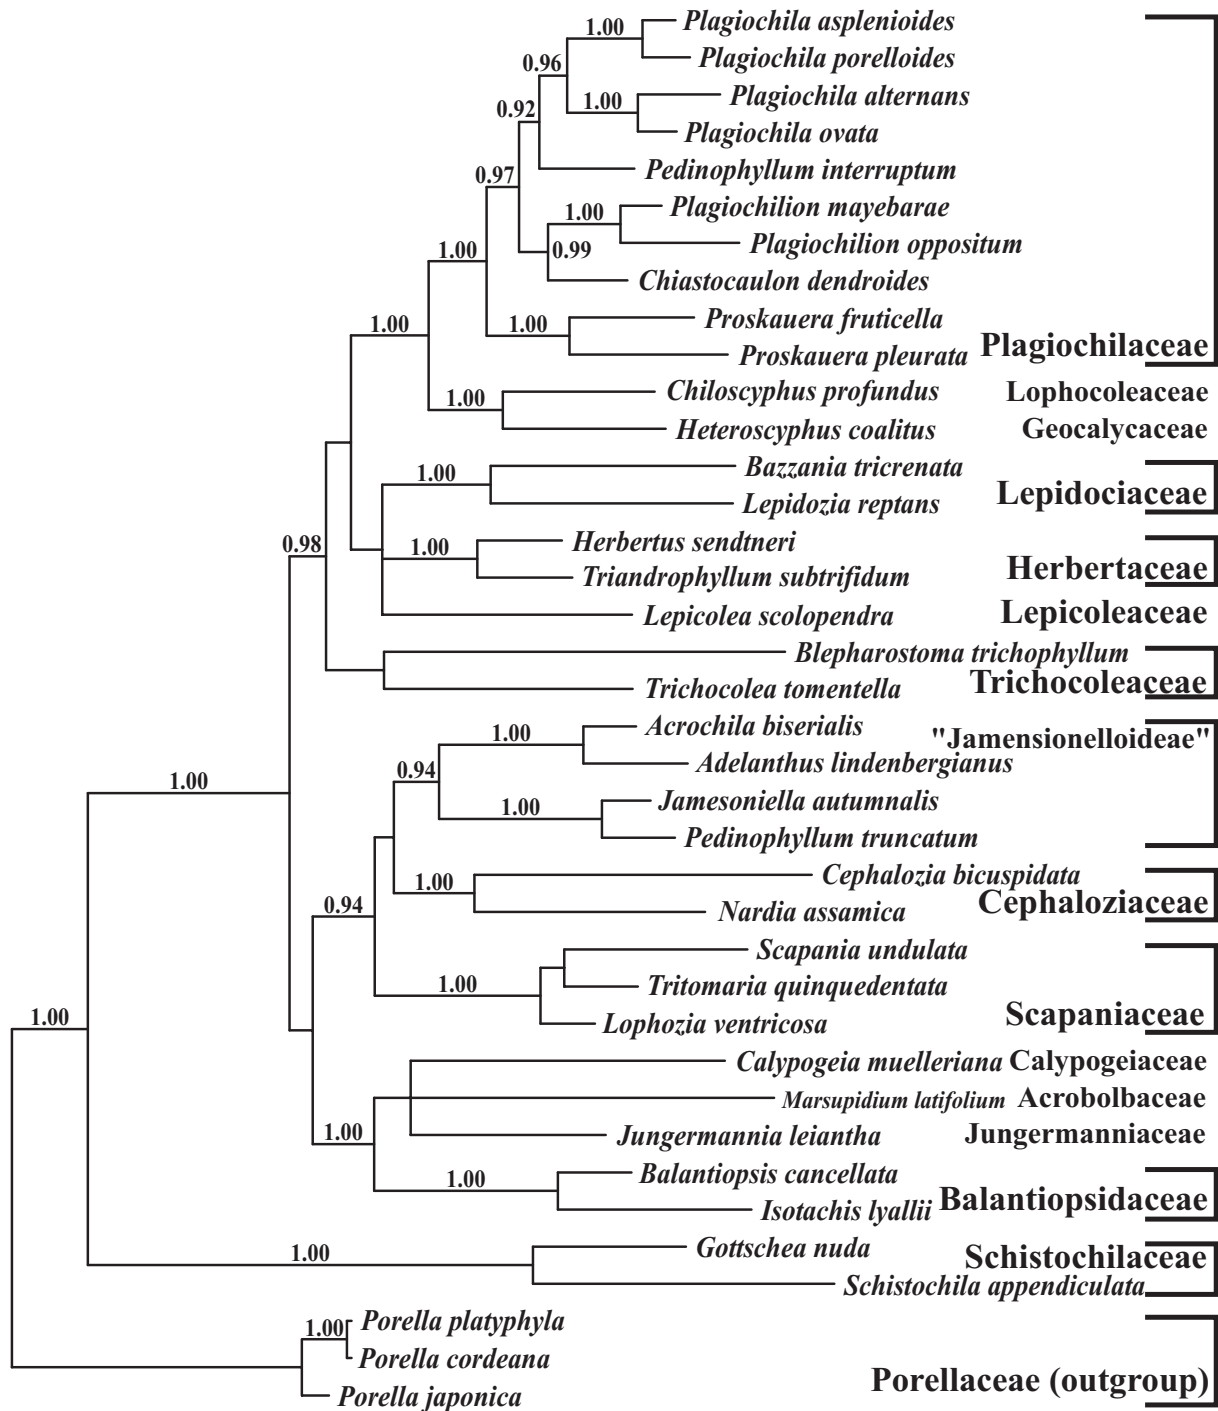 1.00 Plagiochila asplenioides
Plagiochila porelloides
0.96
1.00 Plagiochila alternans
0.92
Plagiochila ovata
0.97 Pedinophyllum interruptum
1.00 Plagiochilion mayebarae
1.00 0.99 Plagiochilion oppositum
Chiastocaulon dendroides
1.00 1.00 Proskauera fruticella
Proskauera pleurata Plagiochilaceae
1.00 Chiloscyphus profundus Lophocoleaceae
Heteroscyphus coalitus Geocalycaceae
1.00 Bazzania tricrenata
Lepidozia reptans Lepidociaceae
0.98 1.00 Herbertus sendtneri
Triandrophyllum subtrifidum Herbertaceae
Lepicolea scolopendra Lepicoleaceae
Blepharostoma trichophyllum
Trichocolea tomentella Trichocoleaceae
1.00 Acrochila biserialis "Jamensionelloideae"
0.94 Adelanthus lindenbergianus
1.00 1.00 Jamesoniella autumnalis
Pedinophyllum truncatum
1.00 Cephalozia bicuspidata
0.94 Nardia assamica Cephaloziaceae
Scapania undulata
1.00 Tritomaria quinquedentata
1.00 Lophozia ventricosa Scapaniaceae
Calypogeia muelleriana Calypogeiaceae
Marsupidium latifolium Acrobolbaceae
1.00 Jungermannia leiantha Jungermanniaceae
1.00 Balantiopsis cancellata
Isotachis lyallii Balantiopsidaceae
1.00 Gottschea nuda Schistochilaceae
Schistochila appendiculata
1.00 Porella platyphyla
Porella cordeana
Porella japonica Porellaceae (outgroup)